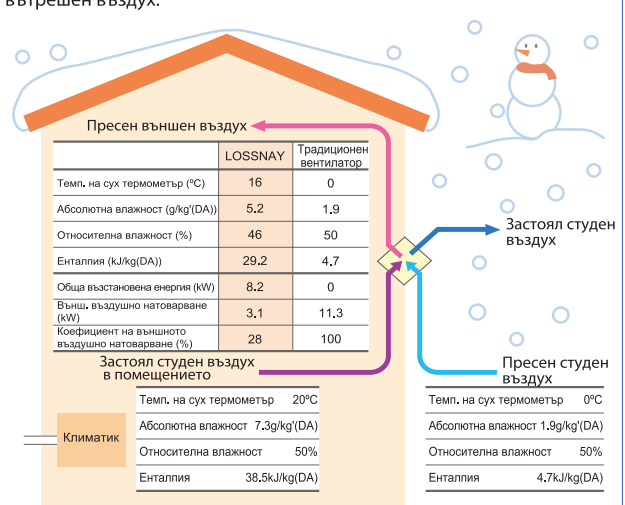 вътрешен въздух.
Пресен външен въздух
LOSSNAY Традиционен
вентилатор
Темп. на сух термометър (ºC) 16 0
Абсолютна влажност (g/kg'(DA)) 5.2 1.9
Относителна влажност (%) 46 50
Енталпия (kJ/kg(DA)) 29.2 4.7
Обща възстановена енергия (kW) 8.2 0
Външ. въздушно натоварване
(kW) 3.1 11.3
Коефициент на външното
въздушно натоварване (%) 28 100
Застоял студен
въздух
Застоял студен въздух
в помещението
Пресен студен
въздух
Климатик
Темп. на сух термометър 20ºC
Абсолютна влажност 7.3g/kg'(DA)
Относителна влажност 50%
Енталпия 38.5kJ/kg(DA)
Темп. на сух термометър 0ºC
Абсолютна влажност 1.9g/kg'(DA)
Относителна влажност 50%
Енталпия 4.7kJ/kg(DA)